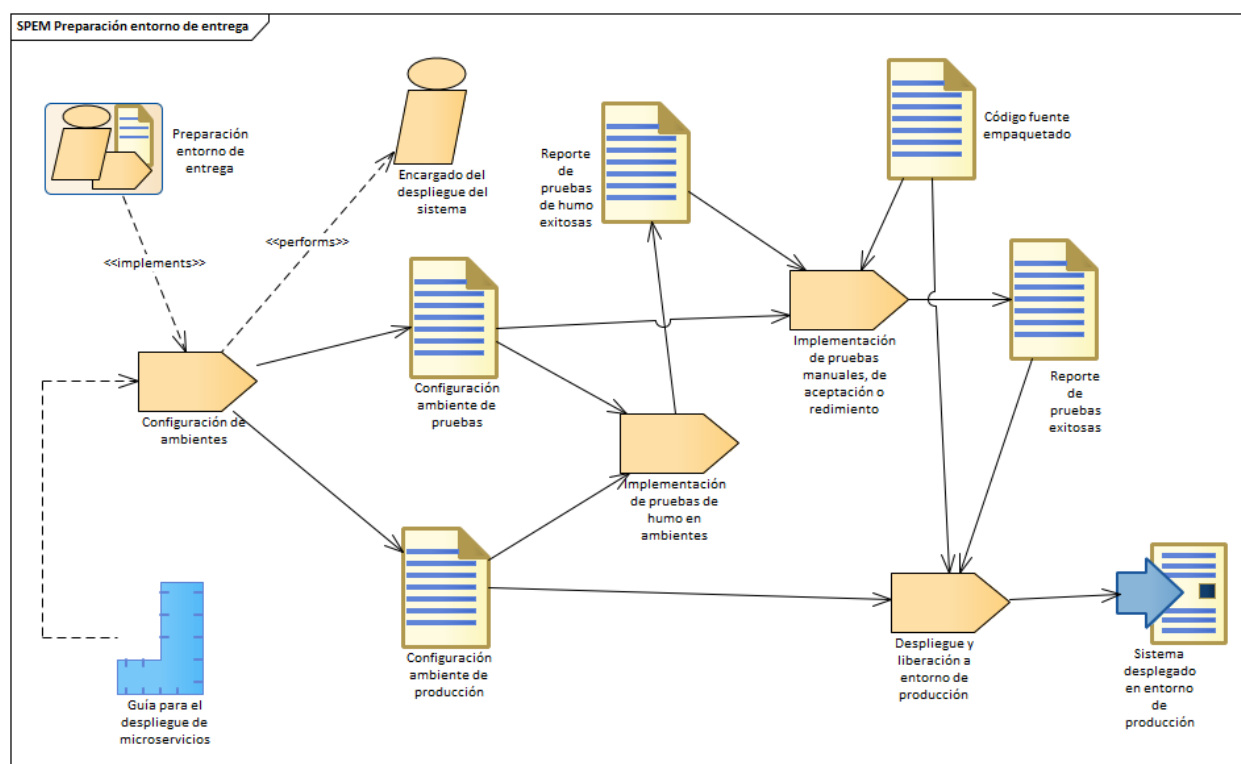 SPEM Preparación entorno de entrega
Preparación
entorno de
entrega
Encargado del
despliegue del
sistema
Reporte
de
pruebas
de humo
exitosas
Código fuente
empaquetado
<<performs>>
<<implements>>
Configuración de
ambientes
Configuración
ambiente de
pruebas
Implementación
de pruebas
manuales, de
aceptación o
redimiento
Reporte
de
pruebas
exitosas
Implementación
de pruebas de
humo en
ambientes
Guía para el
despliegue de
microservicios
Configuración
ambiente de
producción
Despliegue y
liberación a
entorno de
producción
Sistema
desplegado
en entorno
de
producción